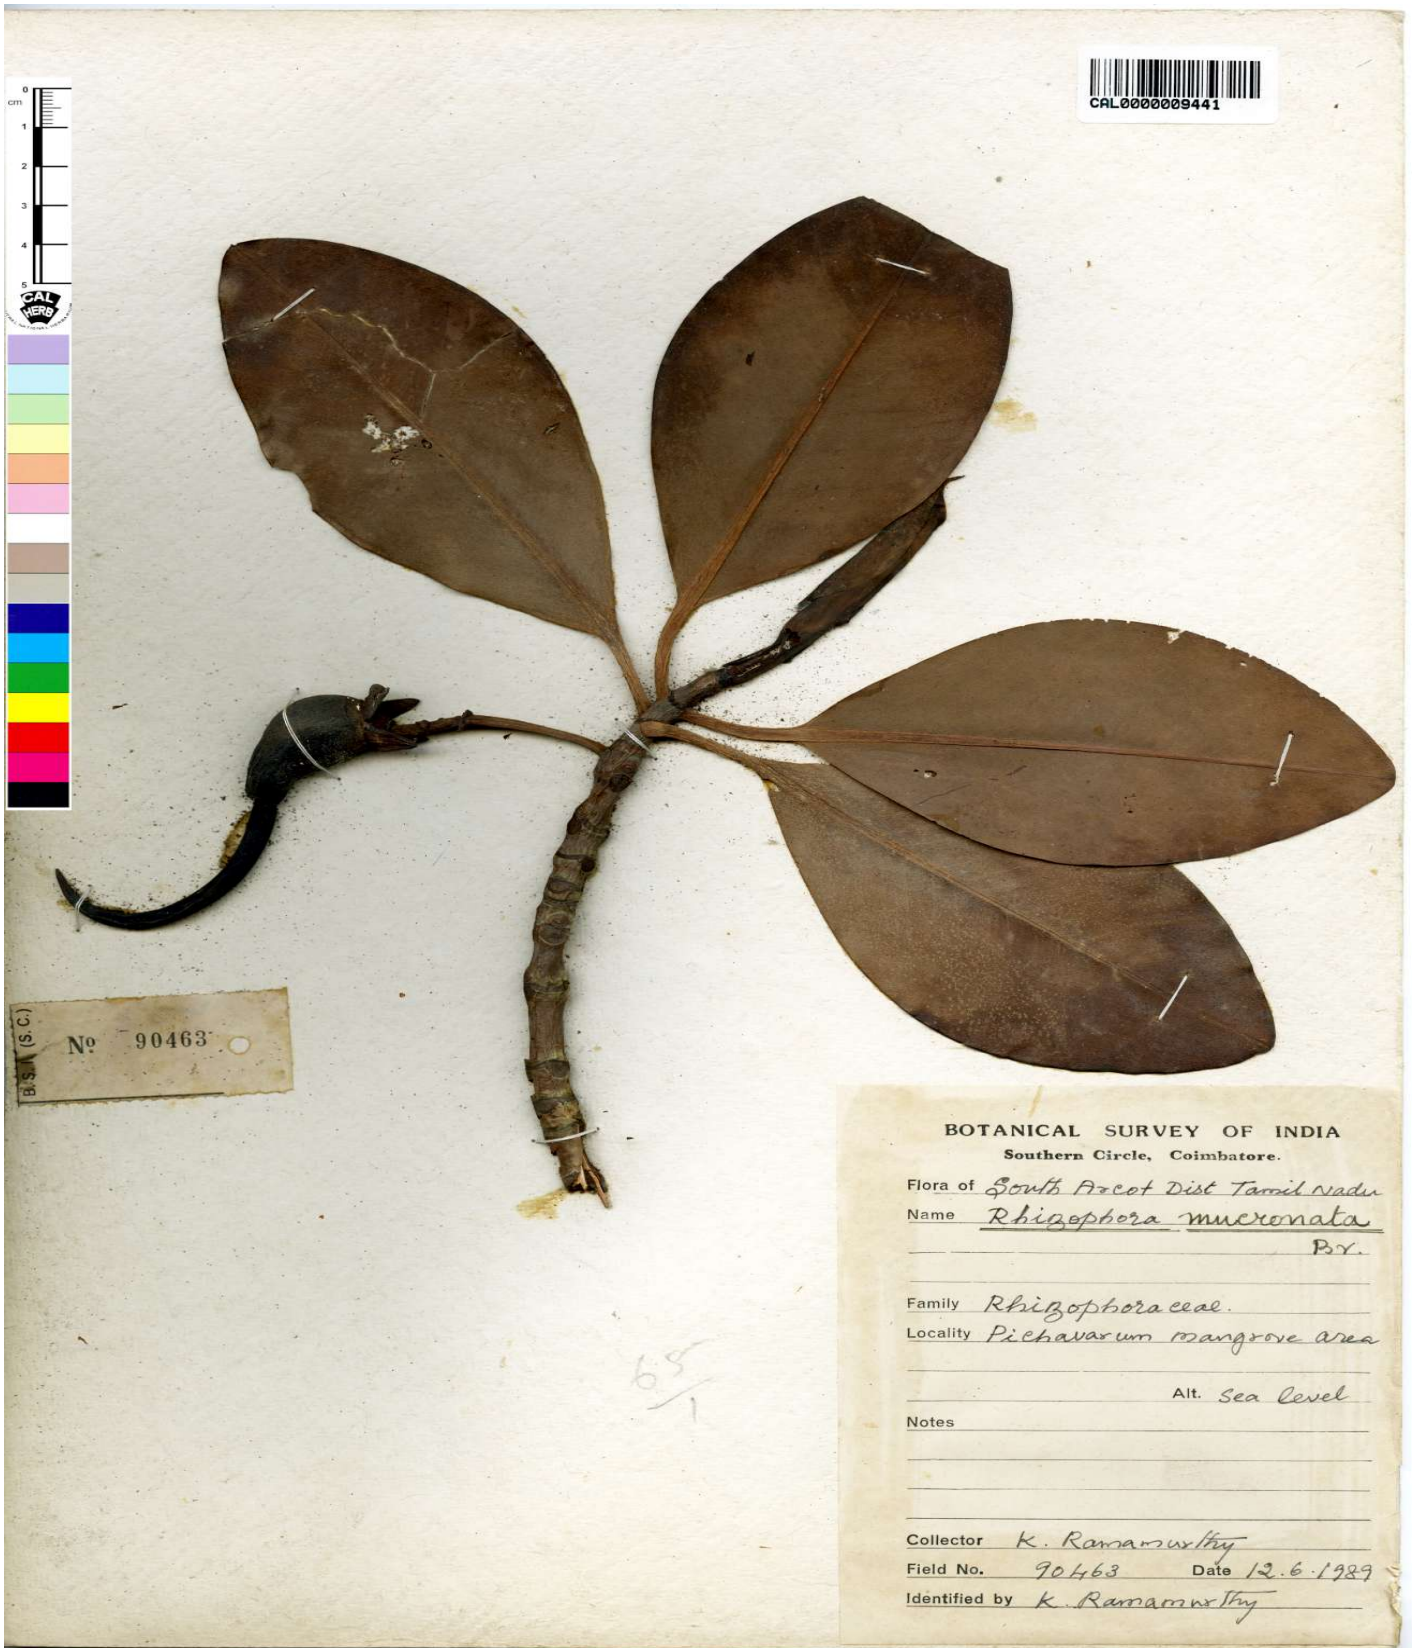 CAL0000009441
0
cm
1
2
3
4
5
CAL
HERB
B.S.I. (S.C.)
Nº 90463
65
1
BOTANICAL SURVEY OF INDIA
Southern Circle, Coimbatore.
Flora of South Arcot Dist Tamil Nadu
Name Rhizophora mucronata
Br.
Family Rhizophoraceae.
Locality Pichavarum mangrove area
Alt. Sea level
Notes
Collector K. Ramamurthy
Field No. 90463 Date 12.6.1989
Identified by K. Ramamurthy